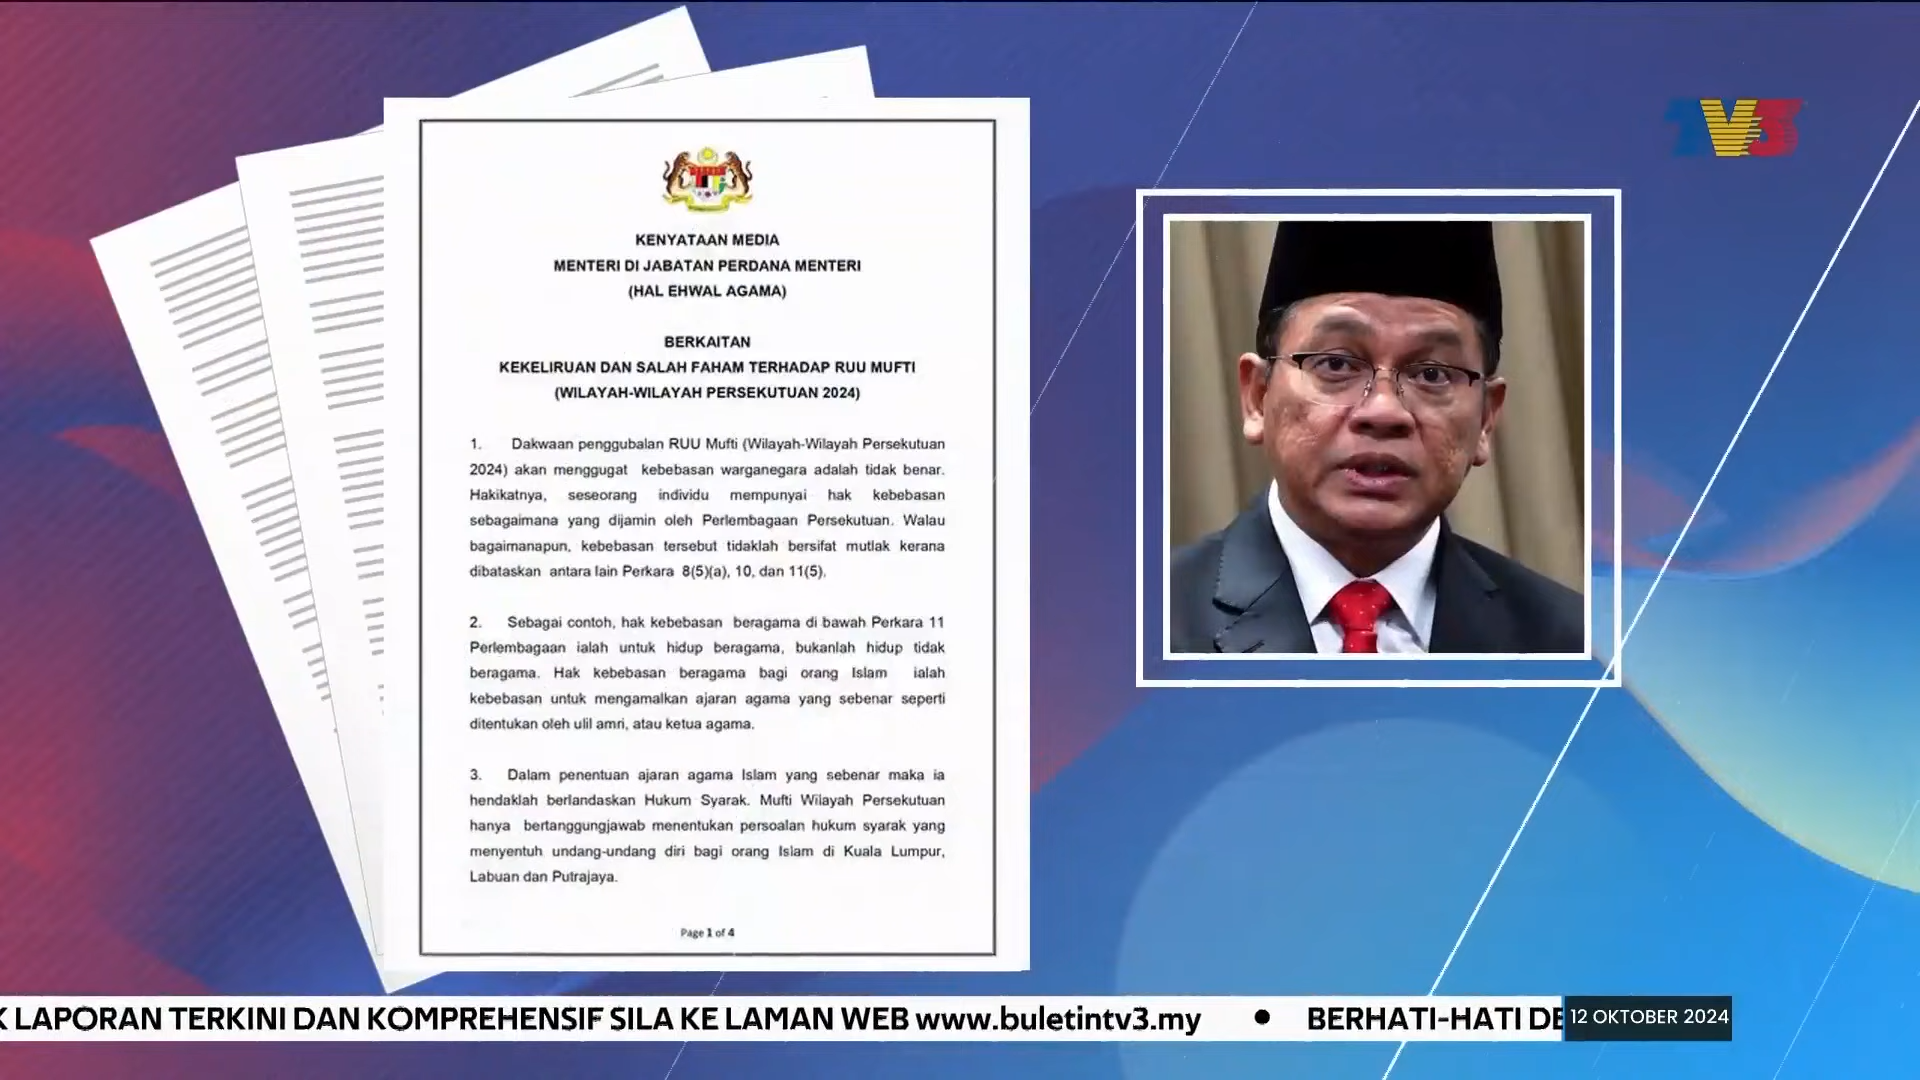 TV3
KENYATAAN MEDIA
MENTERI DI JABATAN PERDANA MENTERI
(HAL EHWAL AGAMA)
BERKAITAN
KEKELIRUAN DAN SALAH FAHAM TERHADAP RUU MUFTI
(WILAYAH-WILAYAH PERSEKUTUAN 2024)
1. Dakwaan penggubalan RUU Mufti (Wilayah-Wilayah Persekutuan
2024) akan menggugat kebebasan warganegara adalah tidak benar.
Hakikatnya, seseorang individu mempunyai hak kebebasan
sebagaimana yang dijamin oleh Perlembagaan Persekutuan. Walau
bagaimanapun, kebebasan tersebut tidaklah bersifat mutlak kerana
dibataskan antara lain Perkara 8(5)(a), 10, dan 11(5).
2. Sebagai contoh, hak kebebasan beragama di bawah Perkara 11
Perlembagaan ialah untuk hidup beragama, bukanlah hidup tidak
beragama. Hak kebebasan beragama bagi orang Islam ialah
kebebasan untuk mengamalkan ajaran agama yang sebenar seperti
ditentukan oleh ulil amri, atau ketua agama.
3. Dalam penentuan ajaran agama Islam yang sebenar maka ia
hendaklah berlandaskan Hukum Syarak. Mufti Wilayah Persekutuan
hanya bertanggungjawab menentukan persoalan hukum syarak yang
menyentuh undang-undang diri bagi orang Islam di Kuala Lumpur,
Labuan dan Putrajaya.
Page 1 of 4
K LAPORAN TERKINI DAN KOMPREHENSIF SILA KE LAMAN WEB www.buletintv3.my ● BERHATI-HATI DE
12 OKTOBER 2024